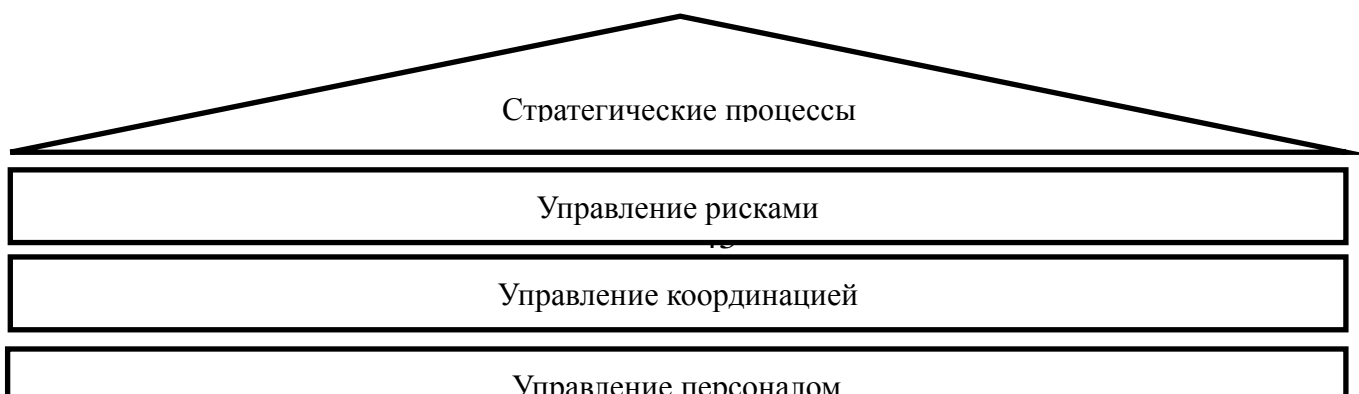 Стратегические процессы
Управление рисками
Управление координацией
Управление персоналом